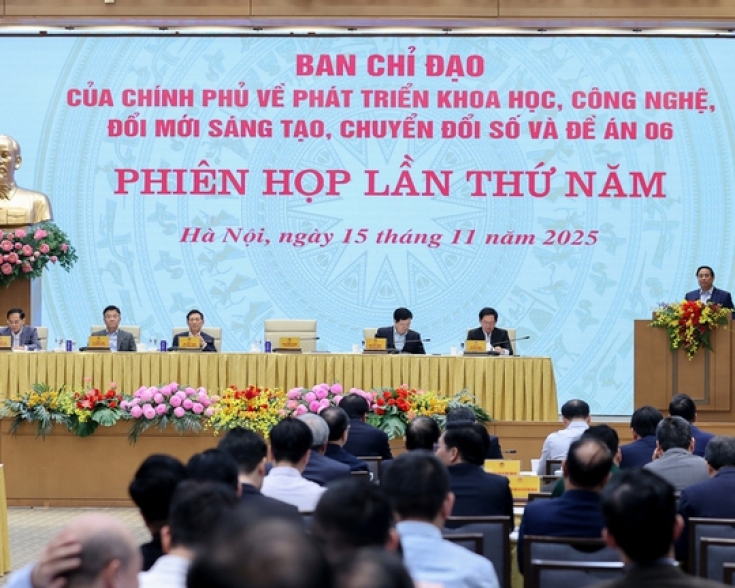 BAN CHỈ ĐẠO
CỦA CHÍNH PHỦ VỀ PHÁT TRIỂN KHOA HỌC, CÔNG NGHỆ,
ĐỔI MỚI SÁNG TẠO, CHUYỂN ĐỔI SỐ VÀ ĐỀ ÁN 06
PHIÊN HỌP LẦN THỨ NĂM
Hà Nội, ngày 15 tháng 11 năm 2025